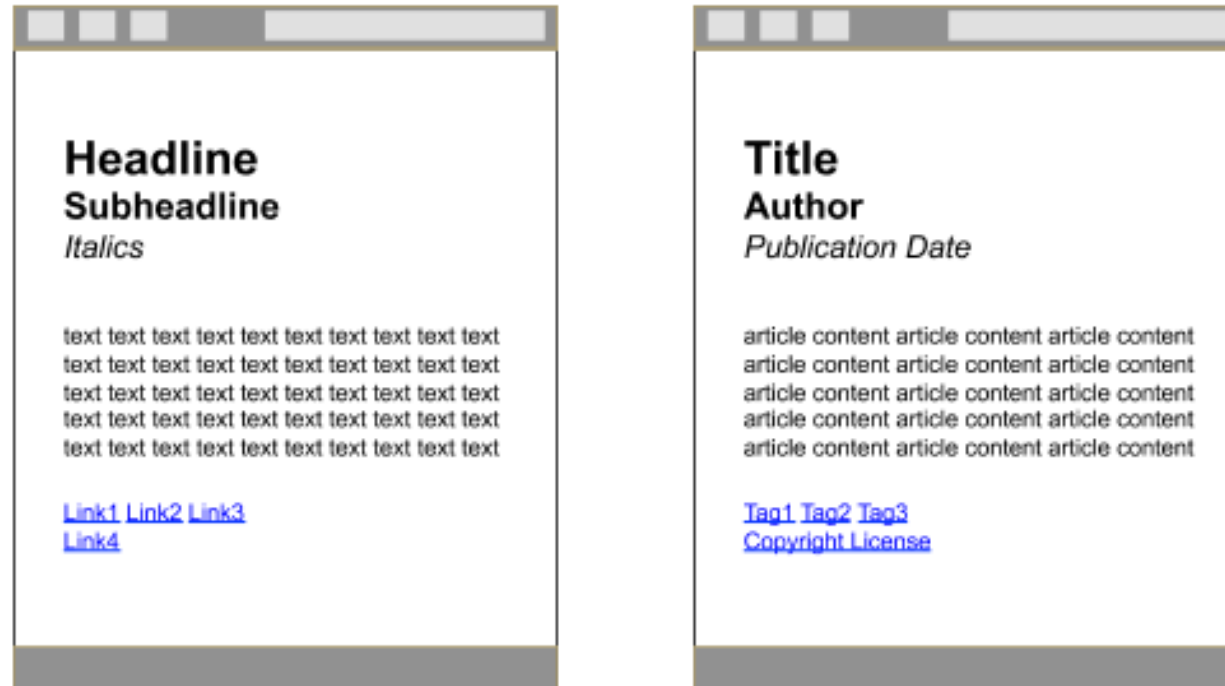 Headline
Subheadline
Italics
text text text text text text text text text text
text text text text text text text text text text
text text text text text text text text text text
text text text text text text text text text text
text text text text text text text text text text
Link1 Link2 Link3
Link4
Title
Author
Publication Date
article content article content article content
article content article content article content
article content article content article content
article content article content article content
article content article content article content
Tag1 Tag2 Tag3
Copyright License